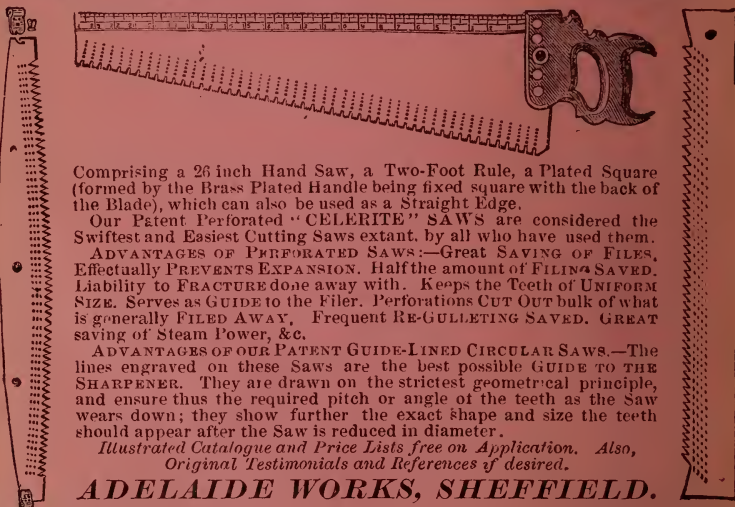 Comprising a 26 inch Hand Saw, a Two-Foot Rule, a Plated Square
(formed by the Brass Plated Handle being fixed square with the back of
the Blade), which can also be used as a Straight Edge.
Our Patent Perforated "CELERITE" SAWS are considered the
Swiftest and Easiest Cutting Saws extant, by all who have used them.
ADVANTAGES OF PERFORATED SAWS:—Great SAVING OF FILES,
Effectually PREVENTS EXPANSION. Half the amount of FILING SAVED.
Liability to FRACTURE done away with. Keeps the Teeth of UNIFORM
SIZE. Serves as GUIDE to the Filer. Perforations CUT OUT bulk of what
is generally FILED AWAY, Frequent RE-GULLETING SAVED. GREAT
saving of Steam Power, &c.
ADVANTAGES OF OUR PATENT GUIDE-LINED CIRCULAR SAWS.—The
lines engraved on these Saws are the best possible GUIDE TO THE
SHARPENER. They are drawn on the strictest geometrical principle,
and ensure thus the required pitch or angle of the teeth as the Saw
wears down; they show further the exact shape and size the teeth
should appear after the Saw is reduced in diameter.
Illustrated Catalogue and Price Lists free on Application. Also,
Original Testimonials and References if desired.
ADELAIDE WORKS, SHEFFIELD.